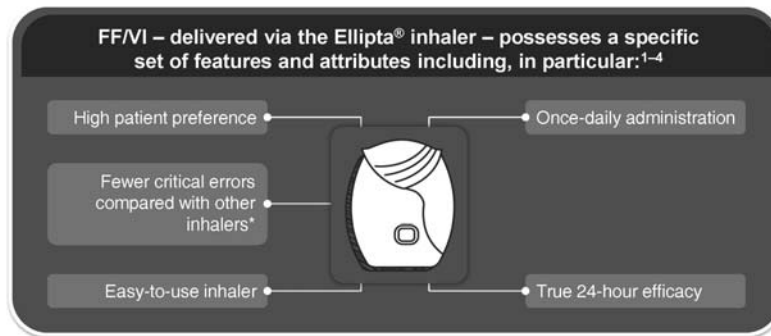 FF/VI – delivered via the Ellipta® inhaler – possesses a specific
set of features and attributes including, in particular:1–4
High patient preference
Once-daily administration
Fewer critical errors
compared with other
inhalers*
Easy-to-use inhaler
True 24-hour efficacy